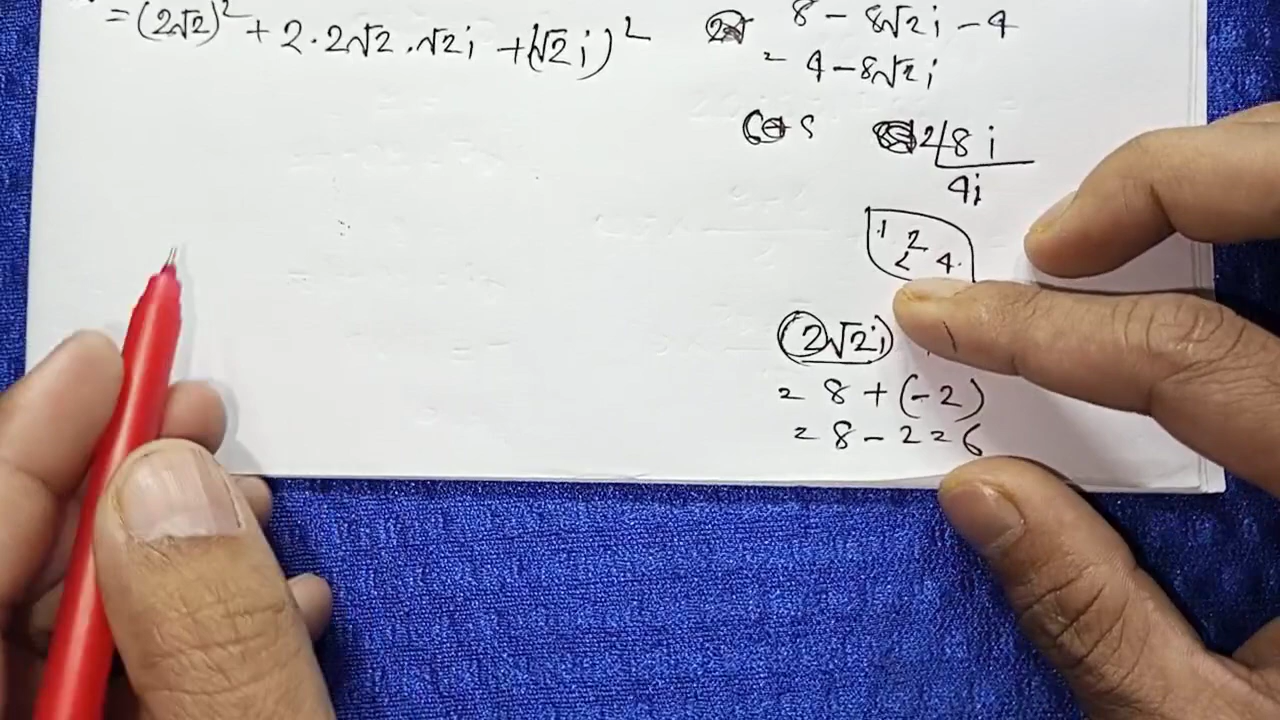 = (2√2)² + 2·2√2·√2i + (√2i)²
8 - 8√2i - 4
= 4 - 8√2i
2/8i
4i
1 2
2 4
(2√2i)
= 8 + (-2)
= 8 - 2 = 6